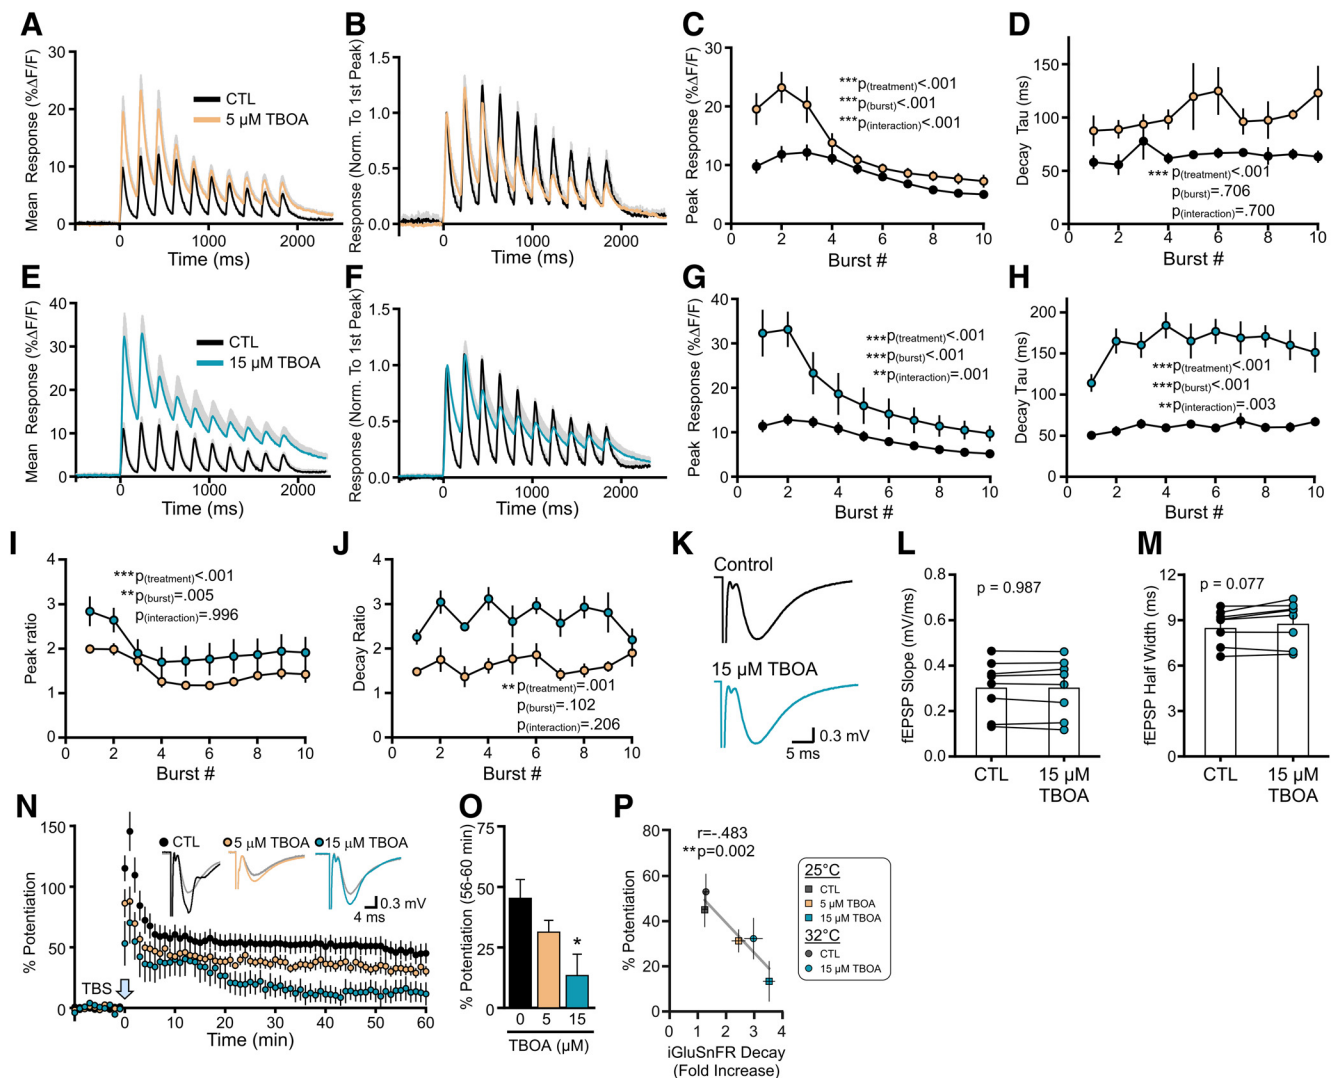 A
Mean Response (%ΔF/F)
30
20
10
0
0 1000 2000
Time (ms)
CTL
5 µM TBOA
B
Response (Norm. To 1st Peak)
1.5
1.0
0.5
0.0
0 1000 2000
Time (ms)
C
Peak Response (%ΔF/F)
30
20
10
0
0 2 4 6 8 10
Burst #
***p(treatment)<.001
***p(burst)<.001
***p(interaction)<.001
D
Decay Tau (ms)
150
100
50
0
0 2 4 6 8 10
Burst #
*** p(treatment)<.001
p(burst)=.706
p(interaction)=.700
E
Mean Response (%ΔF/F)
40
30
20
10
0
0 1000 2000
Time (ms)
CTL
15 µM TBOA
F
Response (Norm. To 1st Peak)
1.5
1.0
0.5
0.0
0 1000 2000
Time (ms)
G
Peak Response (%ΔF/F)
40
30
20
10
0
0 2 4 6 8 10
Burst #
***p(treatment)<.001
***p(burst)<.001
**p(interaction)=.001
H
Decay Tau (ms)
200
150
100
50
0
0 2 4 6 8 10
Burst #
***p(treatment)<.001
***p(burst)<.001
**p(interaction)=.003
I
Peak ratio
4
3
2
1
0
0 2 4 6 8 10
Burst #
***p(treatment)<.001
**p(burst)=.005
p(interaction)=.996
J
Decay Ratio
4
3
2
1
0
0 2 4 6 8 10
Burst #
**p(treatment)=.001
p(burst)=.102
p(interaction)=.206
K
Control
15 µM TBOA
0.3 mV
5 ms
L
fEPSP Slope (mV/ms)
0.8
0.6
0.4
0.2
0.0
p = 0.987
CTL 15 µM
TBOA
M
fEPSP Half Width (ms)
12
9
6
3
0
p = 0.077
CTL 15 µM
TBOA
N
% Potentiation
150
100
50
0
0 10 20 30 40 50 60
Time (min)
TBS
CTL 5 µM TBOA 15 µM TBOA
0.3 mV
4 ms
O
% Potentiation (56-60 min)
75
50
25
0
*
0 5 15
TBOA (µM)
P
% Potentiation
80
60
40
20
0
0 1 2 3 4
iGluSnFR Decay
(Fold Increase)
r=-.483
**p=0.002
25°C
CTL
5 µM TBOA
15 µM TBOA
32°C
CTL
15 µM TBOA